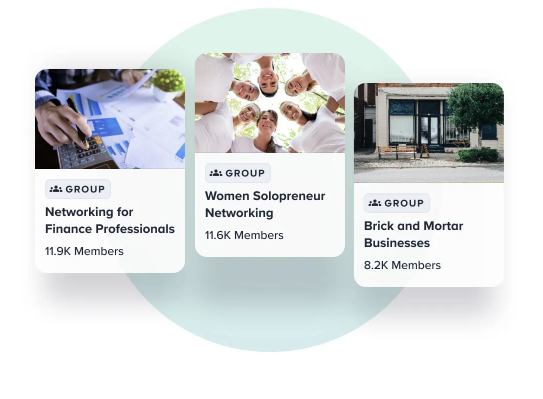 GROUP
Networking for
Finance Professionals
11.9K Members
GROUP
Women Solopreneur
Networking
11.6K Members
GROUP
Brick and Mortar
Businesses
8.2K Members